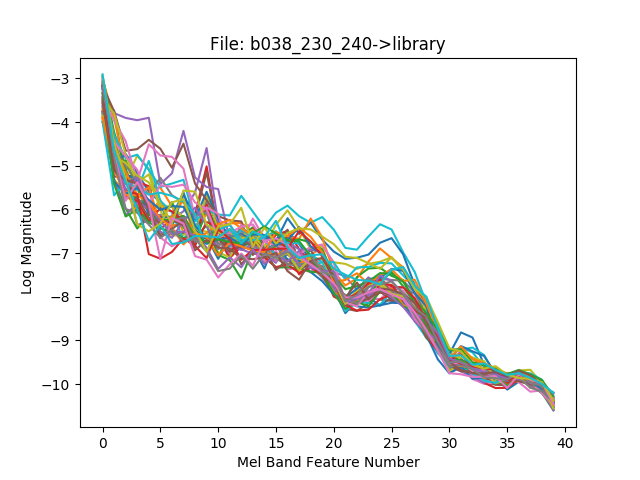 File: b038_230_240->library
−3
−4
−5
−6
−7
−8
−9
−10
Log Magnitude
0 5 10 15 20 25 30 35 40
Mel Band Feature Number